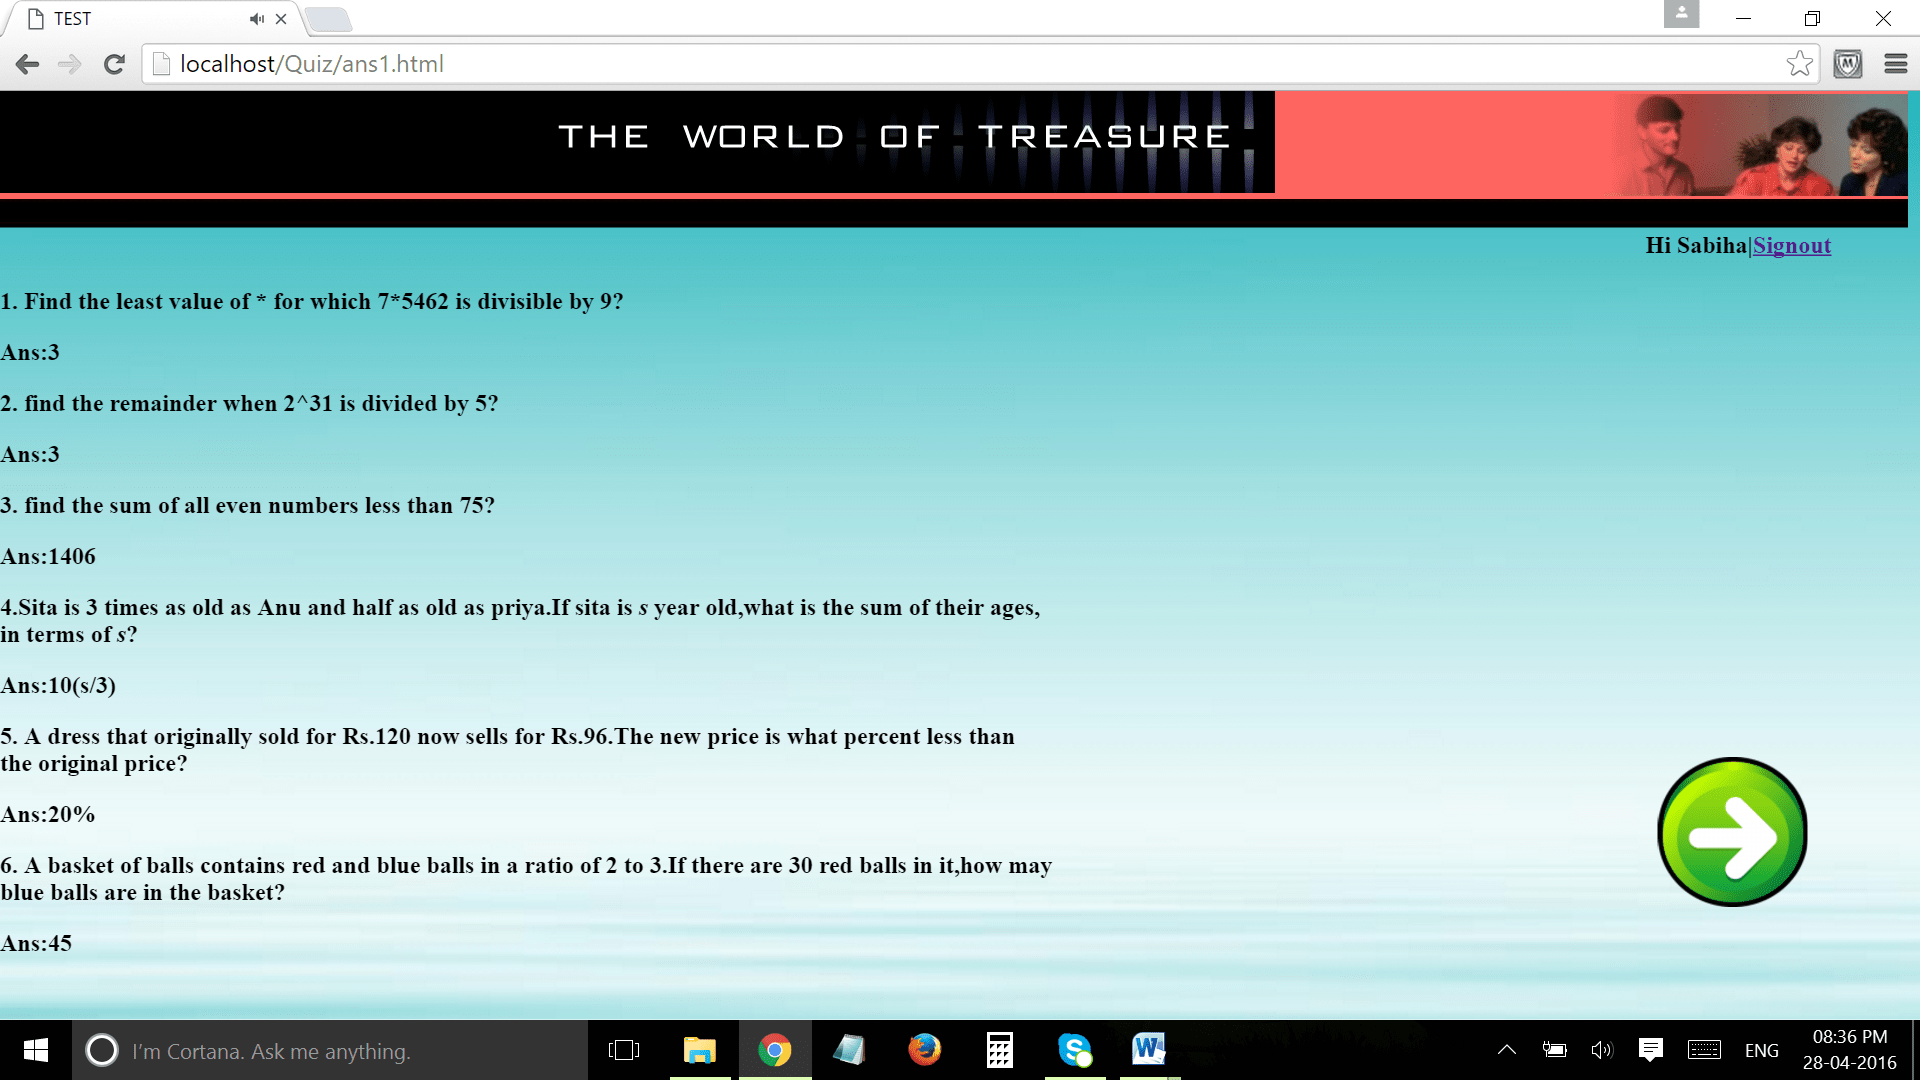 TEST
localhost/Quiz/ans1.html
THE WORLD OF TREASURE
Hi Sabiha|Signout
1. Find the least value of * for which 7*5462 is divisible by 9?
Ans:3
2. find the remainder when 2^31 is divided by 5?
Ans:3
3. find the sum of all even numbers less than 75?
Ans:1406
4.Sita is 3 times as old as Anu and half as old as priya.If sita is s year old,what is the sum of their ages,
in terms of s?
Ans:10(s/3)
5. A dress that originally sold for Rs.120 now sells for Rs.96.The new price is what percent less than
the original price?
Ans:20%
6. A basket of balls contains red and blue balls in a ratio of 2 to 3.If there are 30 red balls in it,how may
blue balls are in the basket?
Ans:45
I'm Cortana. Ask me anything.
ENG
08:36 PM
28-04-2016